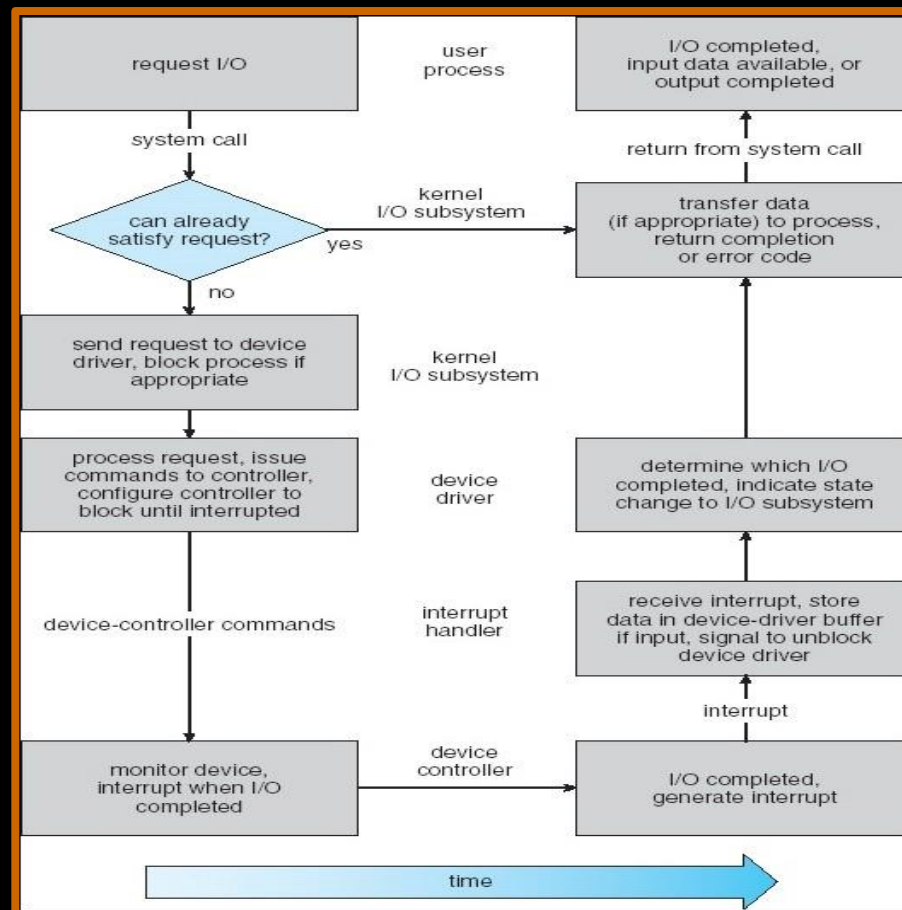 request I/O
user
process
I/O completed,
input data available, or
output completed
system call
return from system call
can already
satisfy request?
kernel
I/O subsystem
yes
transfer data
(if appropriate) to process,
return completion
or error code
no
send request to device
driver, block process if
appropriate
kernel
I/O subsystem
process request, issue
commands to controller,
configure controller to
block until interrupted
device
driver
determine which I/O
completed, indicate state
change to I/O subsystem
device-controller commands
interrupt
handler
receive interrupt, store
data in device-driver buffer
if input, signal to unblock
device driver
interrupt
monitor device,
interrupt when I/O
completed
device
controller
I/O completed,
generate interrupt
time